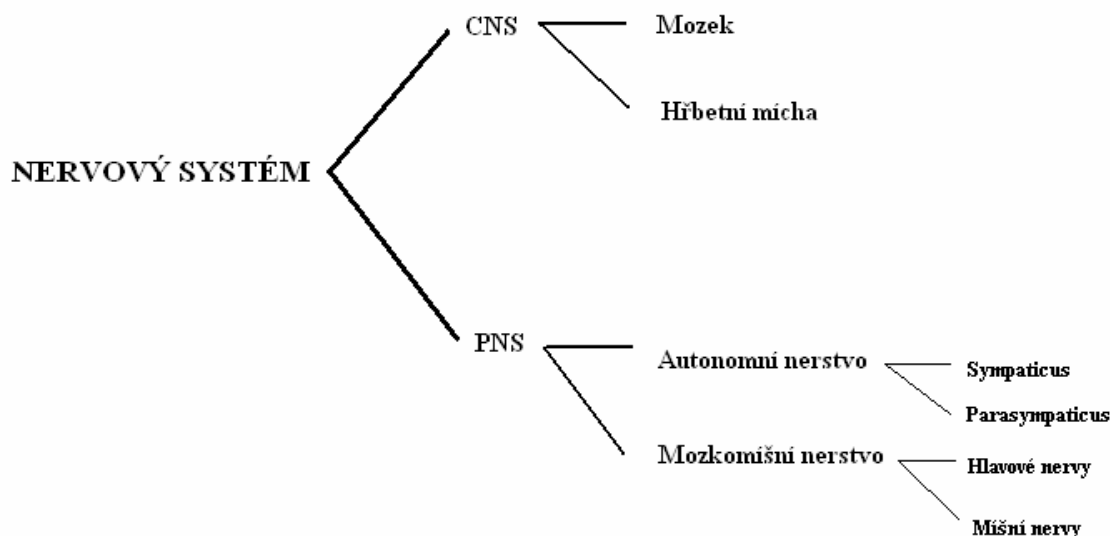 CNS
Mozek
Hřbetní mícha
NERVOVÝ SYSTÉM
PNS
Autonomní nerstvo
Sympaticus
Parasympaticus
Mozkomíšní nerstvo
Hlavové nervy
Míšní nervy